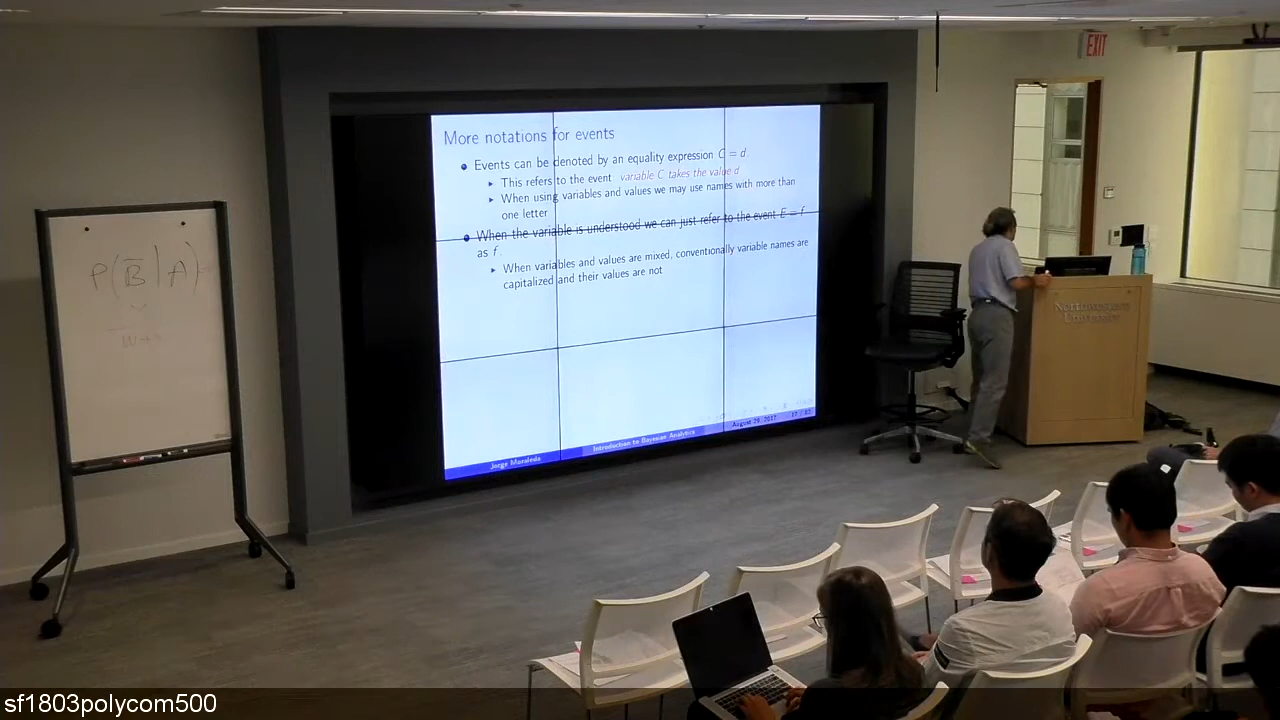 EXIT
More notations for events
Events can be denoted by an equality expression C = d.
This refers to the event variable C takes the value d
When using variables and values we may use names with more than
one letter
When the variable is understood we can just refer to the event E = f
as f.
When variables and values are mixed, conventionally variable names are
capitalized and their values are not
P(B̅ | A)
Northwestern
University
August 29, 2017 17 /
Introduction to Bayesian Analytics
Jorge
sf1803polycom500